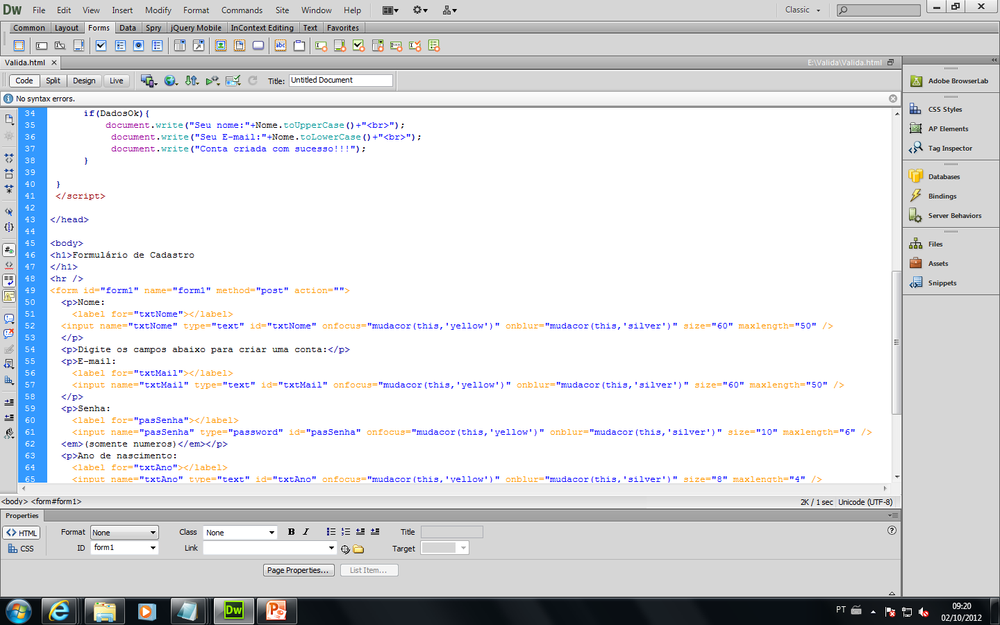 Dw File Edit View Insert Modify Format Commands Site Window Help Classic
Common Layout Forms Data Spry jQuery Mobile InContext Editing Text Favorites
Valida.html E:\Valida\Valida.html
Code Split Design Live Title: Untitled Document
No syntax errors.
34 if(DadosOk){
35 document.write("Seu nome:"+Nome.toUpperCase()+"<br>");
36 document.write("Seu E-mail:"+Nome.toLowerCase()+"<br>");
37 document.write("Conta criada com sucesso!!!");
38 }
39
40 }
41 </script>
42
43 </head>
44
45 <body>
46 <h1>Formulário de Cadastro
47 </h1>
48 <hr />
49 <form id="form1" name="form1" method="post" action="">
50 <p>Nome:
51 <label for="txtNome"></label>
52 <input name="txtNome" type="text" id="txtNome" onfocus="mudacor(this,'yellow')" onblur="mudacor(this,'silver')" size="60" maxlength="50" />
53 </p>
54 <p>Digite os campos abaixo para criar uma conta:</p>
55 <p>E-mail:
56 <label for="txtMail"></label>
57 <input name="txtMail" type="text" id="txtMail" onfocus="mudacor(this,'yellow')" onblur="mudacor(this,'silver')" size="60" maxlength="50" />
58 </p>
59 <p>Senha:
60 <label for="pasSenha"></label>
61 <input name="pasSenha" type="password" id="pasSenha" onfocus="mudacor(this,'yellow')" onblur="mudacor(this,'silver')" size="10" maxlength="6" />
62 <em>(somente numeros)</em></p>
63 <p>Ano de nascimento:
64 <label for="txtAno"></label>
65 <input name="txtAno" type="text" id="txtAno" onfocus="mudacor(this,'yellow')" onblur="mudacor(this,'silver')" size="8" maxlength="4" />
<body> <form#form1> 2K / 1 sec Unicode (UTF-8)
Properties
HTML Format None Class None B I Title
CSS ID form1 Link Target
Page Properties... List Item...
Adobe BrowserLab
CSS Styles
AP Elements
Tag Inspector
Databases
Bindings
Server Behaviors
Files
Assets
Snippets
Dw
PT 09:20
02/10/2012